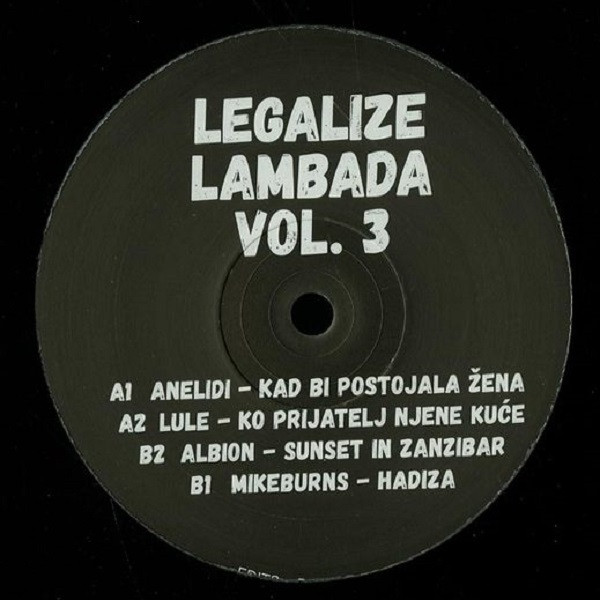 LEGALIZE
LAMBADA
VOL. 3
A1 ANELIDI – KAD BI POSTOJALA ŽENA
A2 LULE – KO PRIJATELJ NJENE KUĆE
B2 ALBION – SUNSET IN ZANZIBAR
B1 MIKEBURNS – HADIZA